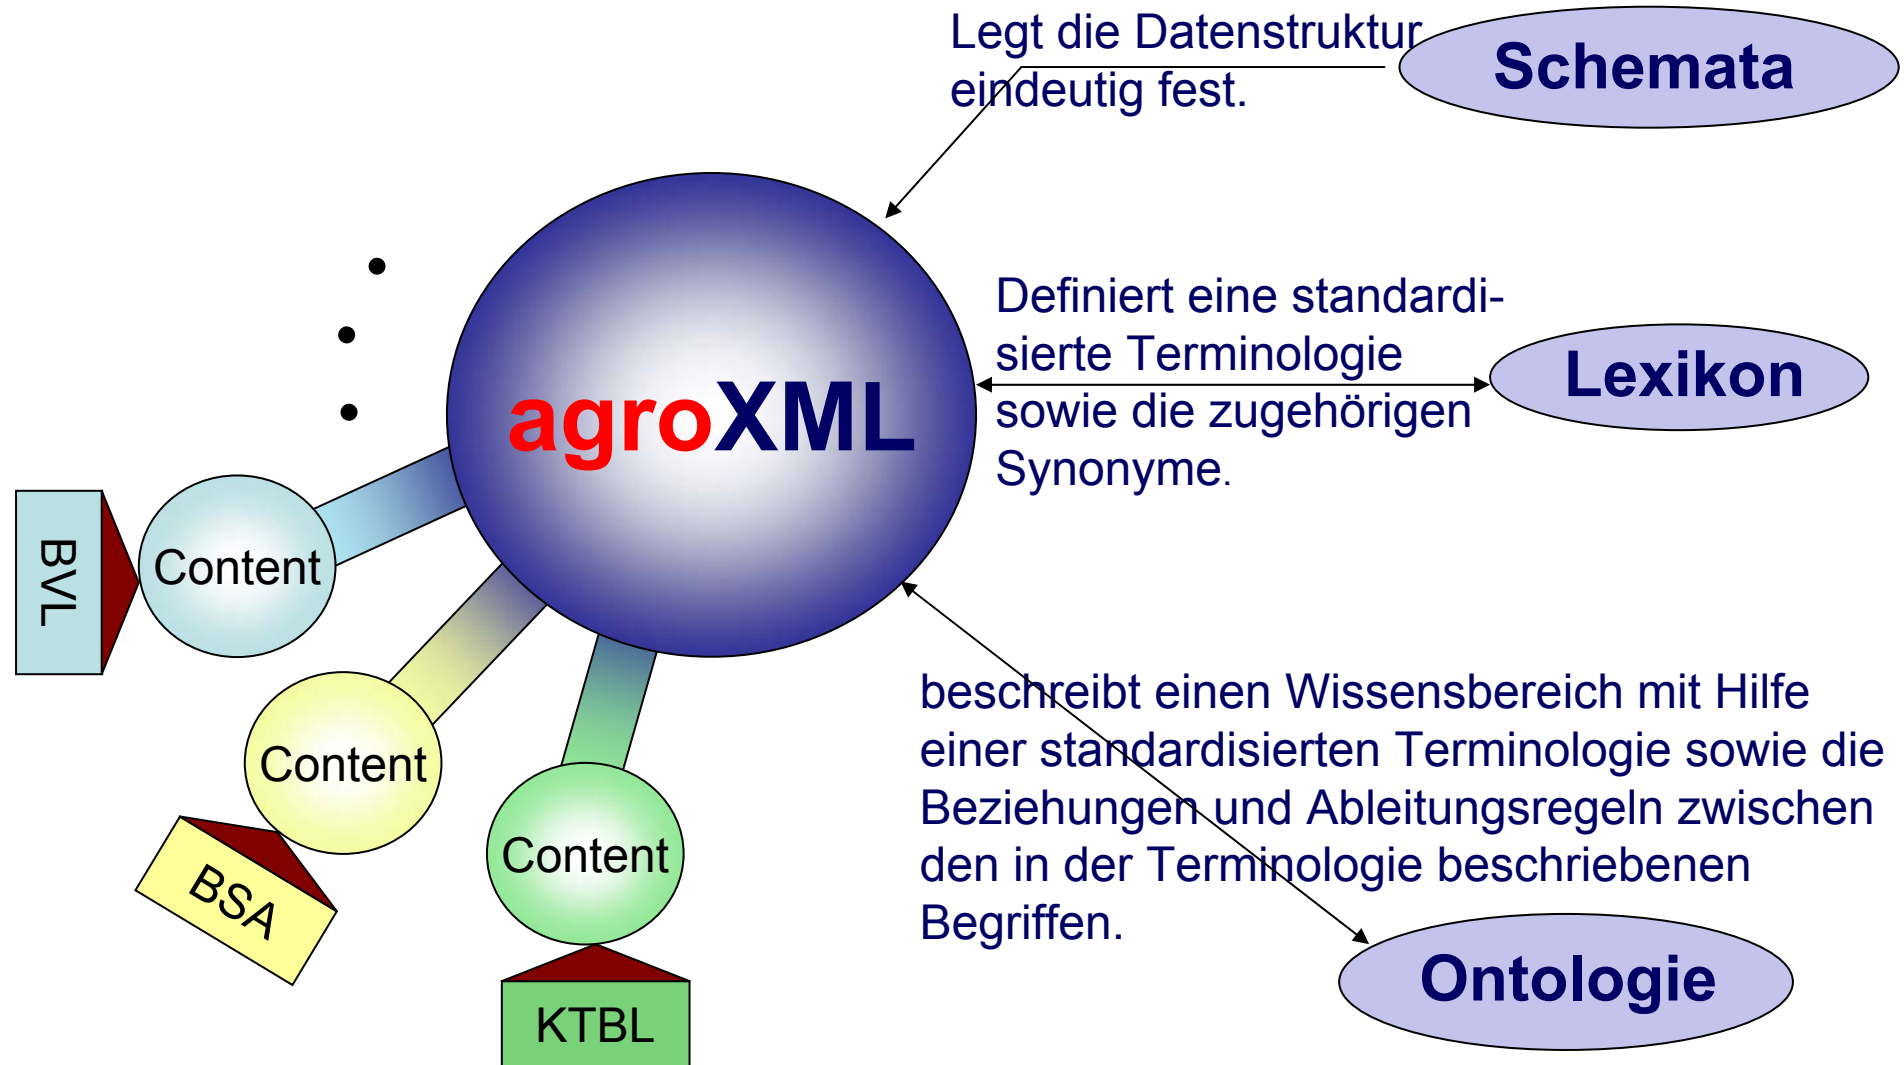 Legt die Datenstruktur
eindeutig fest.
Schemata
Definiert eine standardi-
sierte Terminologie
sowie die zugehörigen
Synonyme.
Lexikon
agroXML
BVL
Content
Content
BSA
Content
KTBL
beschreibt einen Wissensbereich mit Hilfe
einer standardisierten Terminologie sowie die
Beziehungen und Ableitungsregeln zwischen
den in der Terminologie beschriebenen
Begriffen.
Ontologie